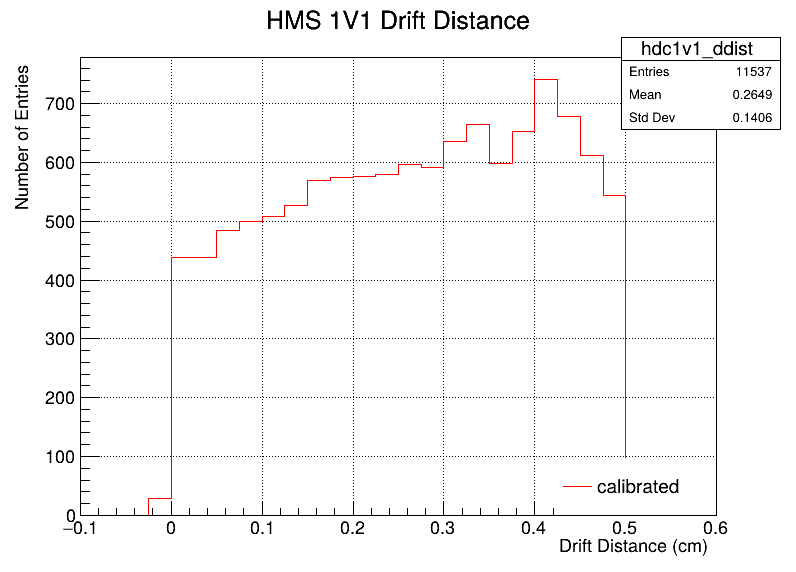 HMS 1V1 Drift Distance
hdc1v1_ddist
Entries 11537
Mean 0.2649
Std Dev 0.1406
Number of Entries
700
600
500
400
300
200
100
0
calibrated
−0.1 0 0.1 0.2 0.3 0.4 0.5 0.6
Drift Distance (cm)